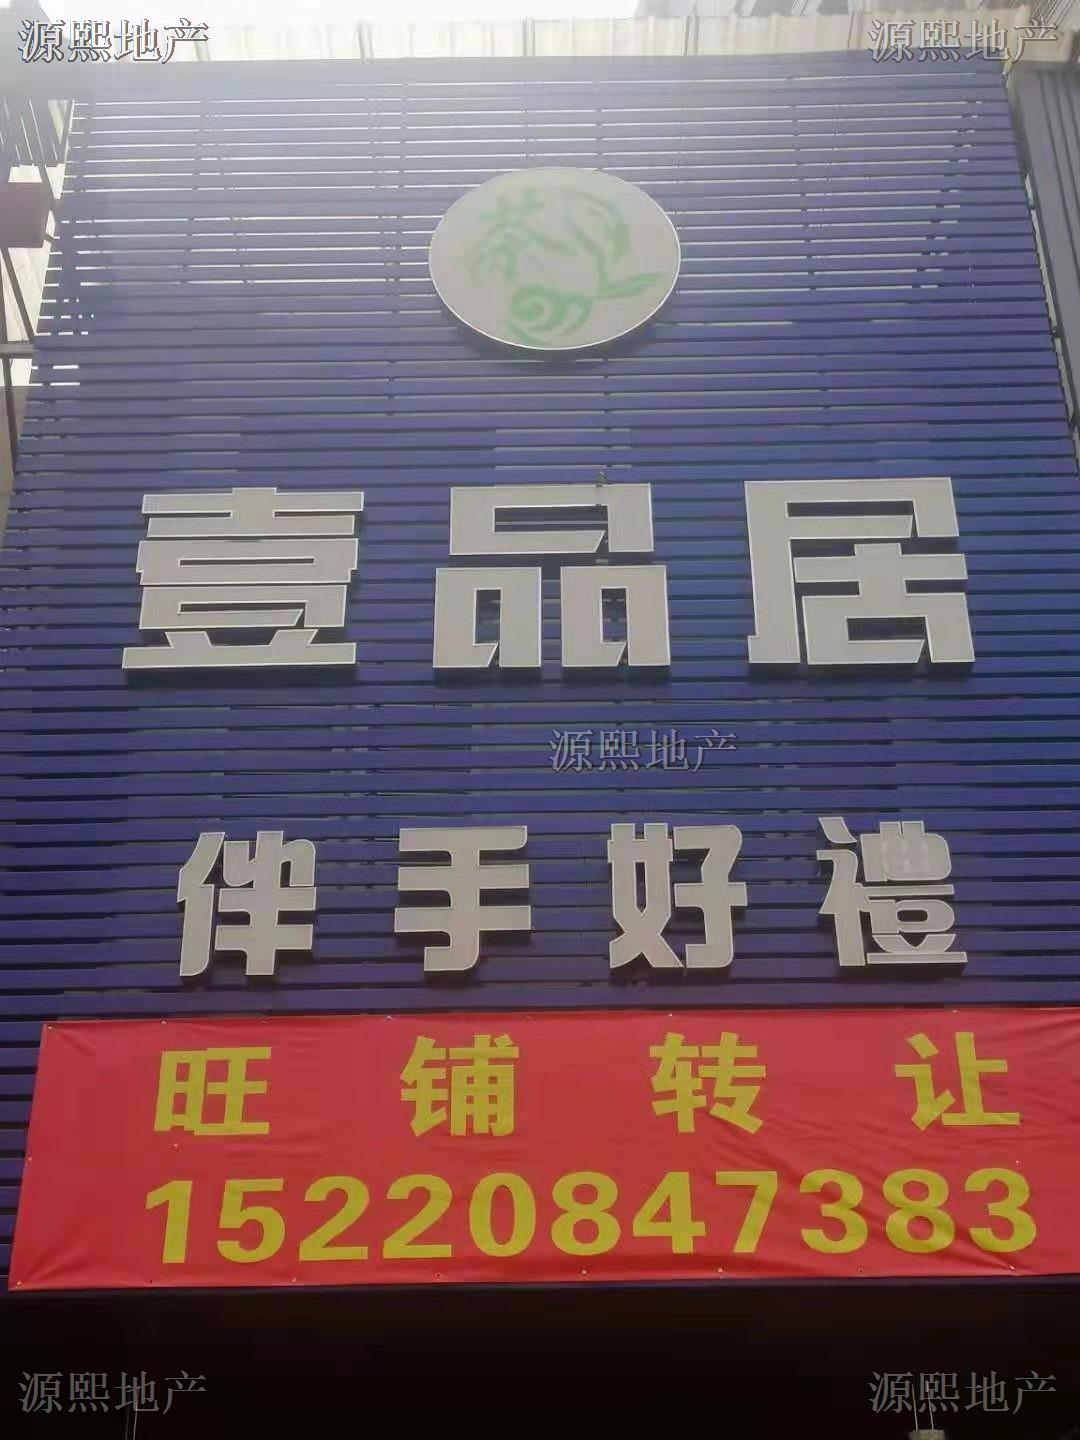 源熙地产 源熙地产
壹品居
源熙地产
伴手好禮
旺铺转让
15220847383
源熙地产 源熙地产